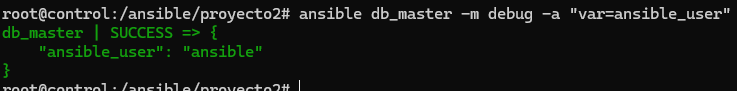 root@control:/ansible/proyecto2# ansible db_master -m debug -a "var=ansible_user"
db_master | SUCCESS => {
    "ansible_user": "ansible"
}
root@control:/ansible/proyecto2#